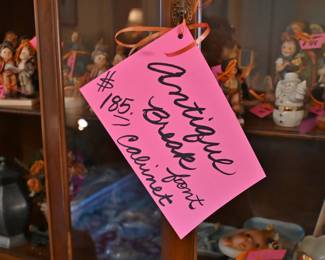 Antique
Break front
Cabinet
$185.-